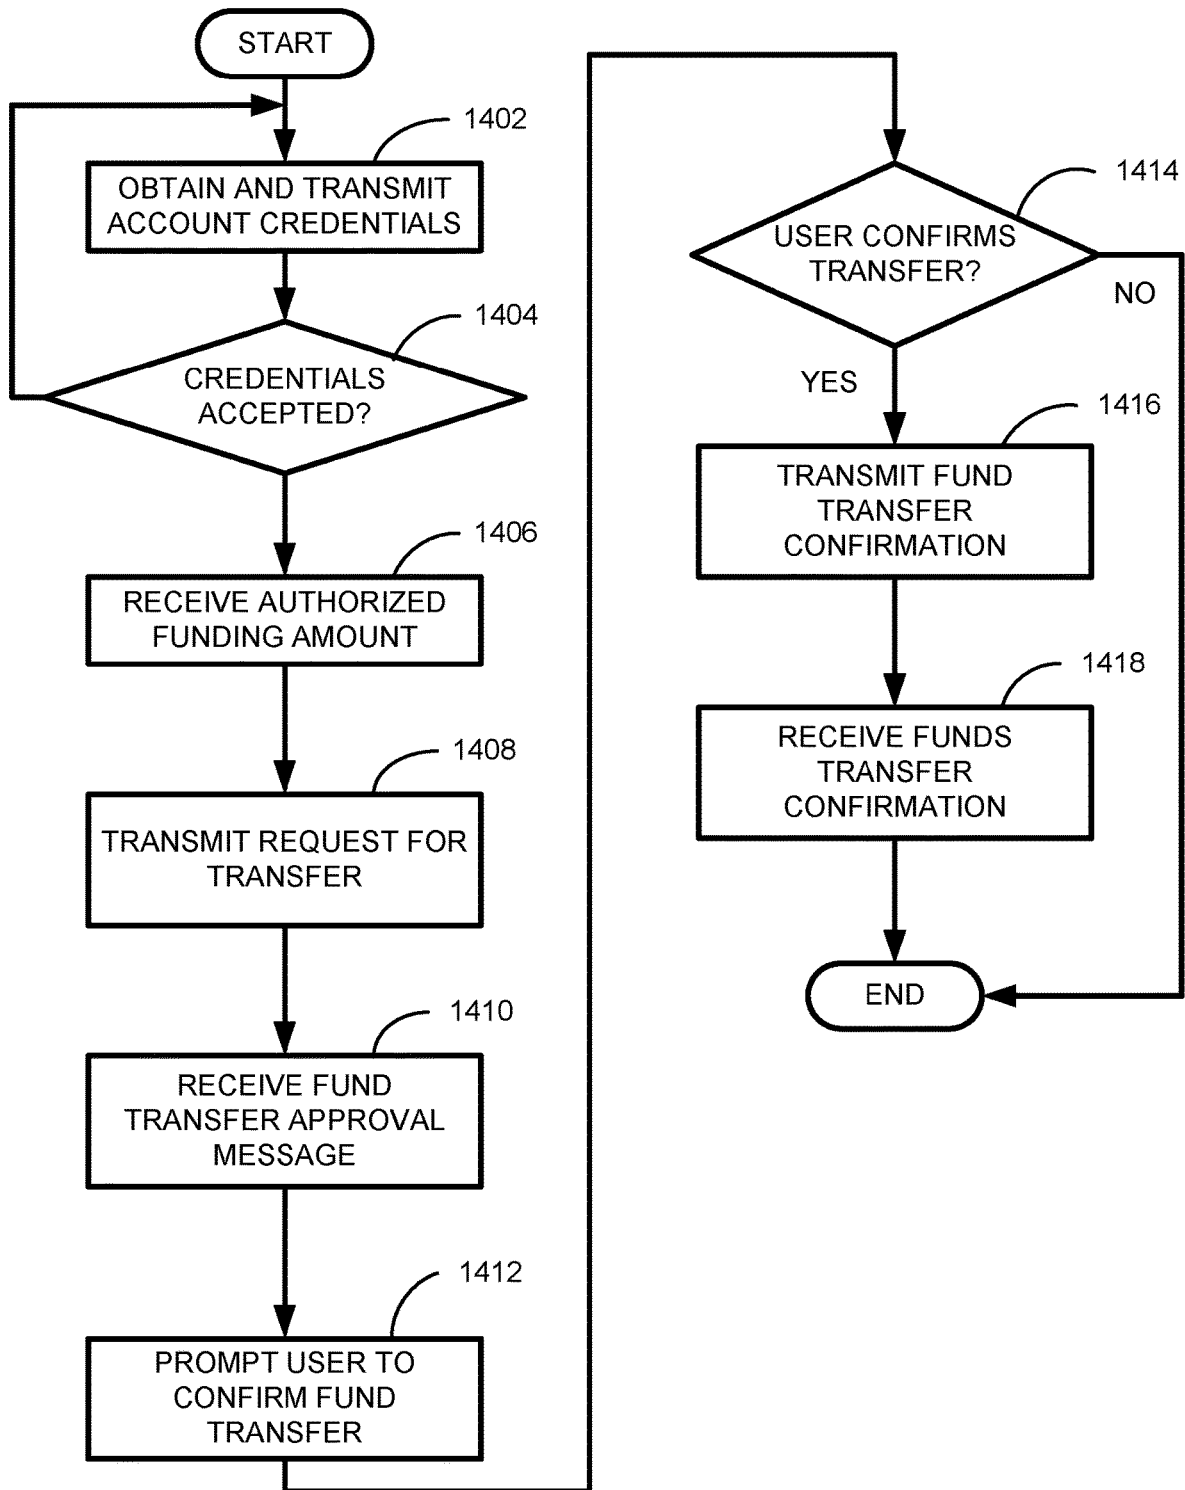 START
1402
OBTAIN AND TRANSMIT
ACCOUNT CREDENTIALS
1404
CREDENTIALS
ACCEPTED?
1406
RECEIVE AUTHORIZED
FUNDING AMOUNT
1408
TRANSMIT REQUEST FOR
TRANSFER
1410
RECEIVE FUND
TRANSFER APPROVAL
MESSAGE
1412
PROMPT USER TO
CONFIRM FUND
TRANSFER
1414
USER CONFIRMS
TRANSFER?
NO
YES
1416
TRANSMIT FUND
TRANSFER
CONFIRMATION
1418
RECEIVE FUNDS
TRANSFER
CONFIRMATION
END